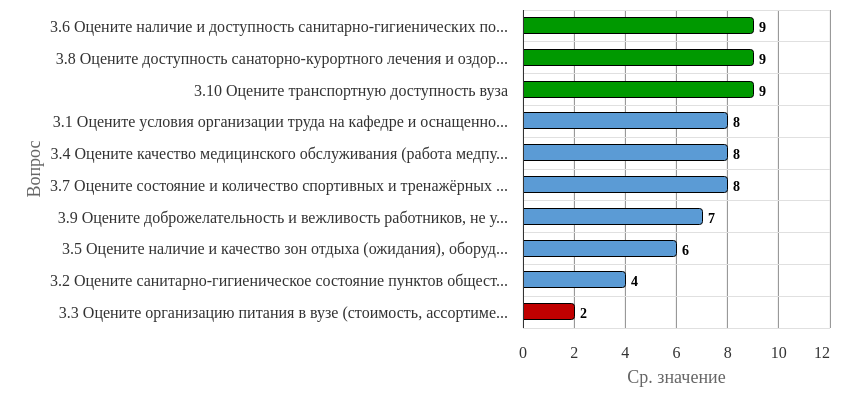 3.6 Оцените наличие и доступность санитарно-гигиенических по... 9
3.8 Оцените доступность санаторно-курортного лечения и оздор... 9
3.10 Оцените транспортную доступность вуза 9
3.1 Оцените условия организации труда на кафедре и оснащенно... 8
3.4 Оцените качество медицинского обслуживания (работа медпу... 8
3.7 Оцените состояние и количество спортивных и тренажёрных ... 8
3.9 Оцените доброжелательность и вежливость работников, не у... 7
3.5 Оцените наличие и качество зон отдыха (ожидания), оборуд... 6
3.2 Оцените санитарно-гигиеническое состояние пунктов общест... 4
3.3 Оцените организацию питания в вузе (стоимость, ассортиме... 2
Вопрос
0 2 4 6 8 10 12
Ср. значение